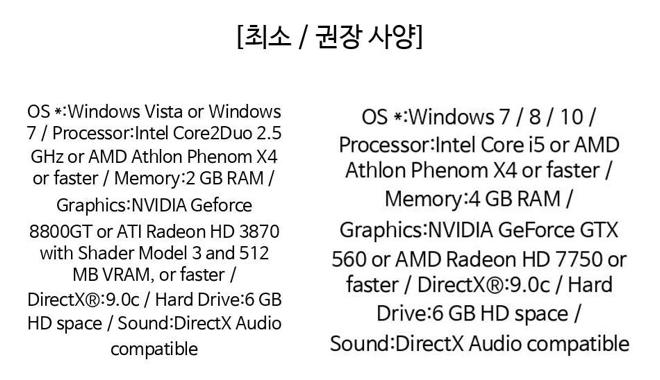 [최소 / 권장 사양]
OS *:Windows Vista or Windows
7 / Processor:Intel Core2Duo 2.5
GHz or AMD Athlon Phenom X4
or faster / Memory:2 GB RAM /
Graphics:NVIDIA Geforce
8800GT or ATI Radeon HD 3870
with Shader Model 3 and 512
MB VRAM, or faster /
DirectX®:9.0c / Hard Drive:6 GB
HD space / Sound:DirectX Audio
compatible
OS *:Windows 7 / 8 / 10 /
Processor:Intel Core i5 or AMD
Athlon Phenom X4 or faster /
Memory:4 GB RAM /
Graphics:NVIDIA GeForce GTX
560 or AMD Radeon HD 7750 or
faster / DirectX®:9.0c / Hard
Drive:6 GB HD space /
Sound:DirectX Audio compatible